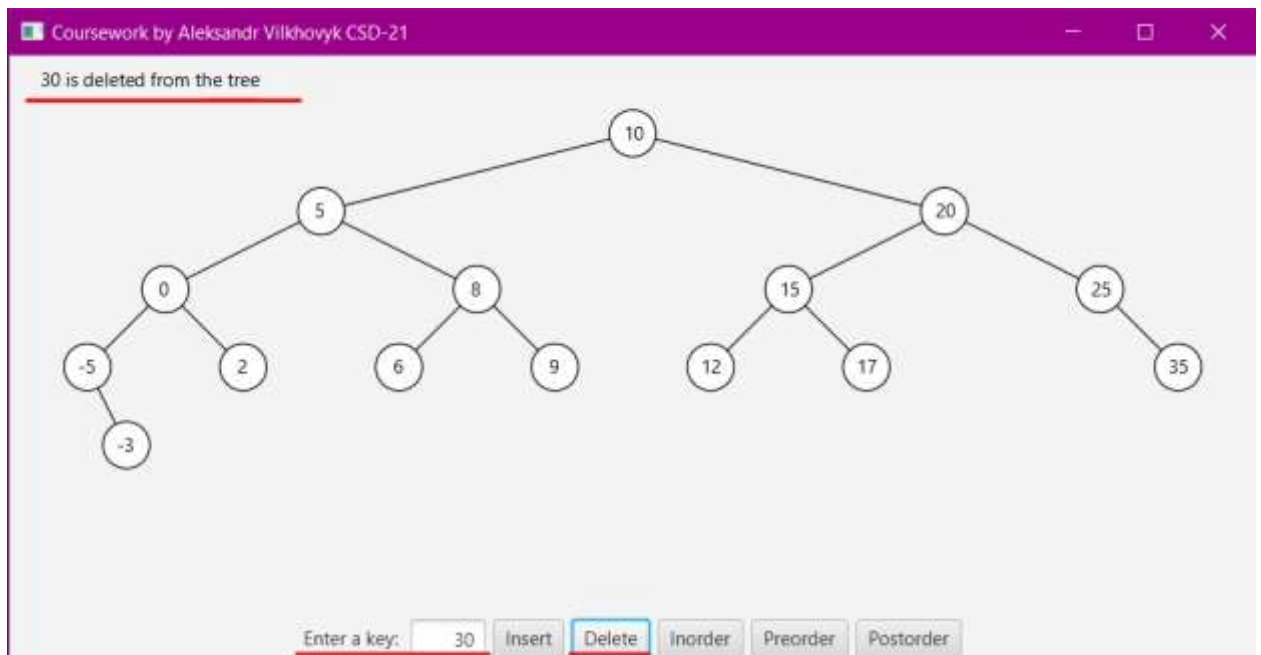 Coursework by Aleksandr Vilkhovyk CSD-21
30 is deleted from the tree
10
5 20
0 8 15 25
-5 2 6 9 12 17 35
-3
Enter a key: 30 Insert Delete Inorder Preorder Postorder